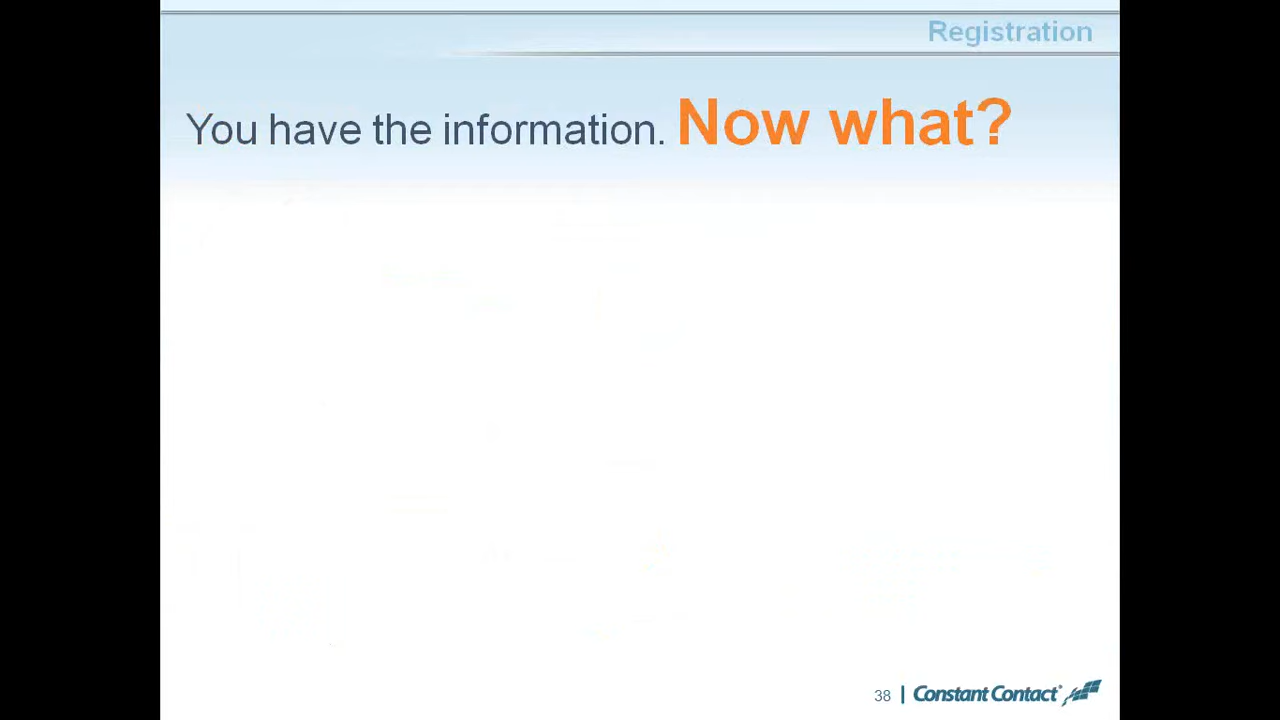 Registration
You have the information. Now what?
38 | Constant Contact®